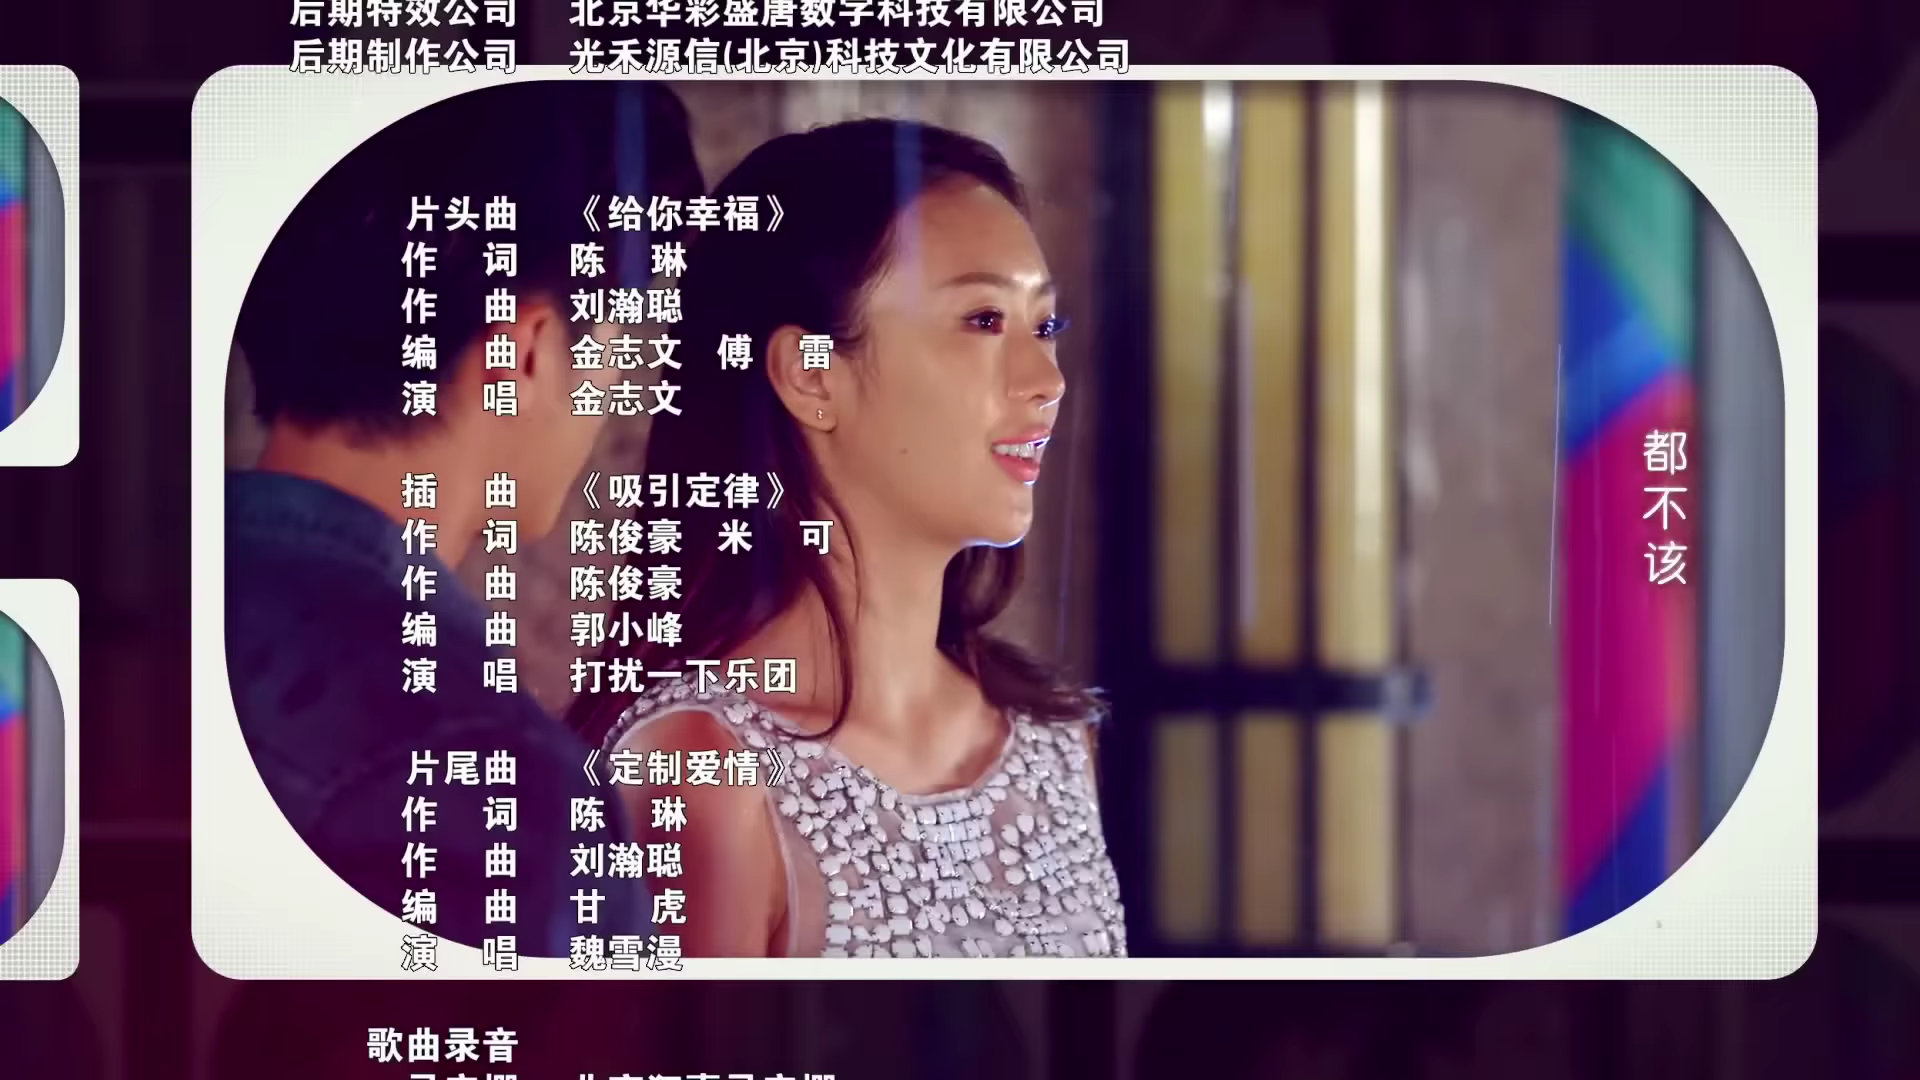 后期特效公司 北京华彩盛唐数字科技有限公司
后期制作公司 光禾源信(北京)科技文化有限公司
片头曲 《给你幸福》
作 词 陈 琳
作 曲 刘瀚聪
编 曲 金志文 傅 雷
演 唱 金志文
插 曲 《吸引定律》
作 词 陈俊豪 米 可
作 曲 陈俊豪
编 曲 郭小峰
演 唱 打扰一下乐团
片尾曲 《定制爱情》
作 词 陈 琳
作 曲 刘瀚聪
编 曲 甘 虎
演 唱 魏雪漫
都不该
歌曲录音